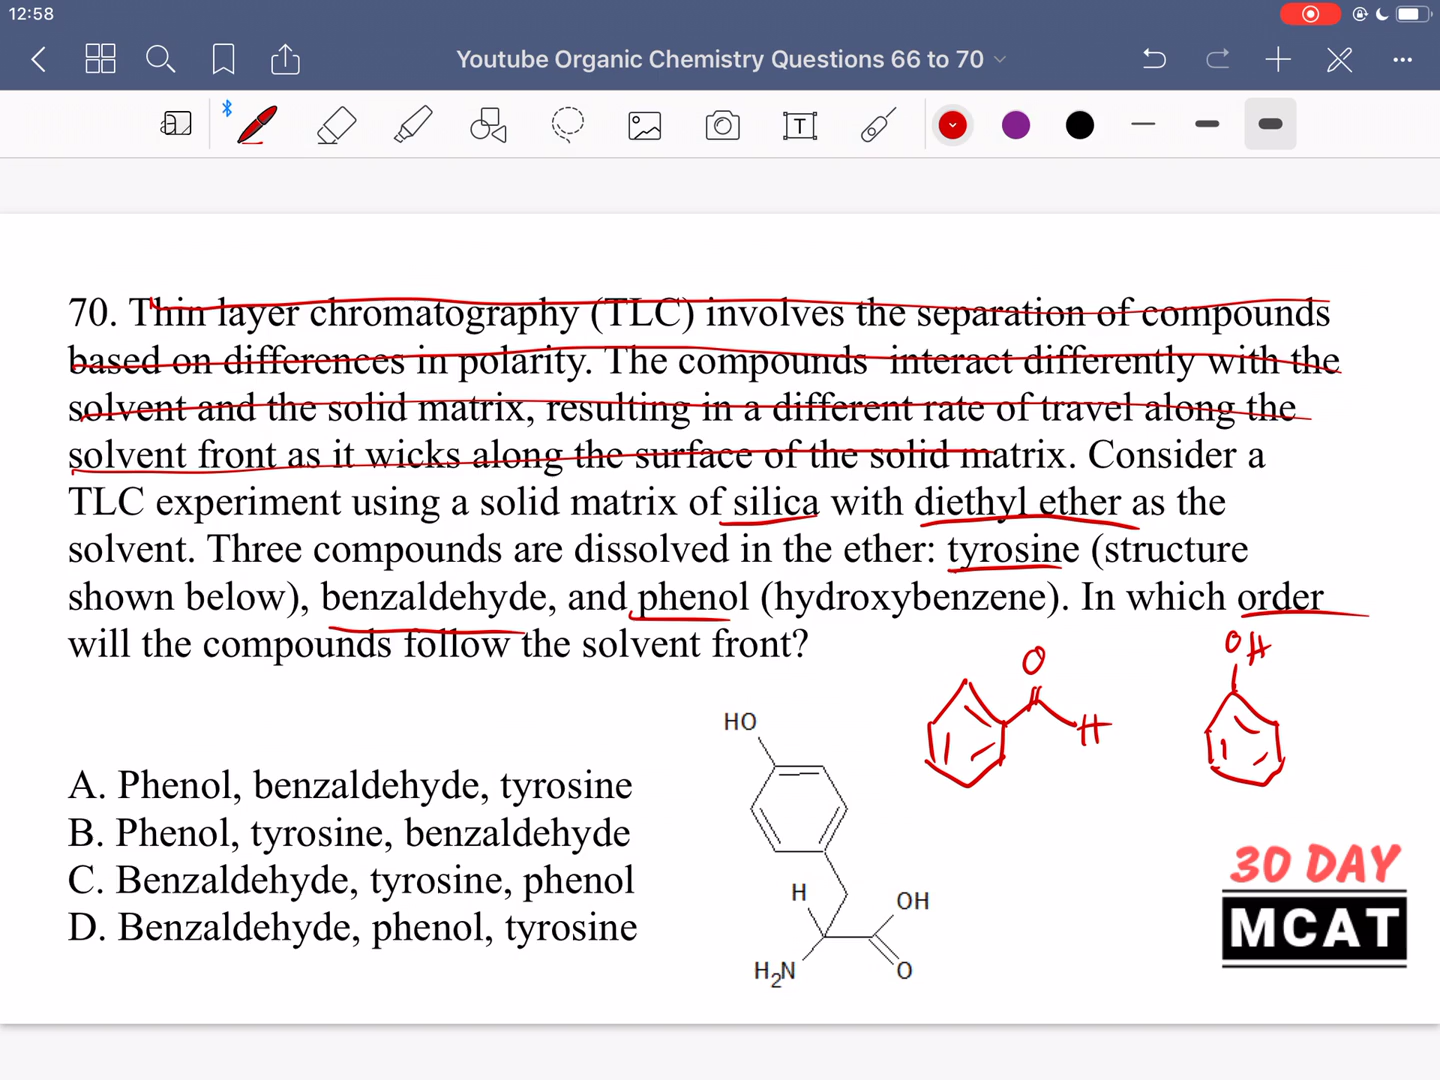 12:58
Youtube Organic Chemistry Questions 66 to 70
a
T
70. Thin layer chromatography (TLC) involves the separation of compounds
based on differences in polarity. The compounds interact differently with the
solvent and the solid matrix, resulting in a different rate of travel along the
solvent front as it wicks along the surface of the solid matrix. Consider a
TLC experiment using a solid matrix of silica with diethyl ether as the
solvent. Three compounds are dissolved in the ether: tyrosine (structure
shown below), benzaldehyde, and phenol (hydroxybenzene). In which order
will the compounds follow the solvent front?
O
H
OH
A. Phenol, benzaldehyde, tyrosine
B. Phenol, tyrosine, benzaldehyde
C. Benzaldehyde, tyrosine, phenol
D. Benzaldehyde, phenol, tyrosine
HO
H
OH
H₂N
O
30 DAY
MCAT